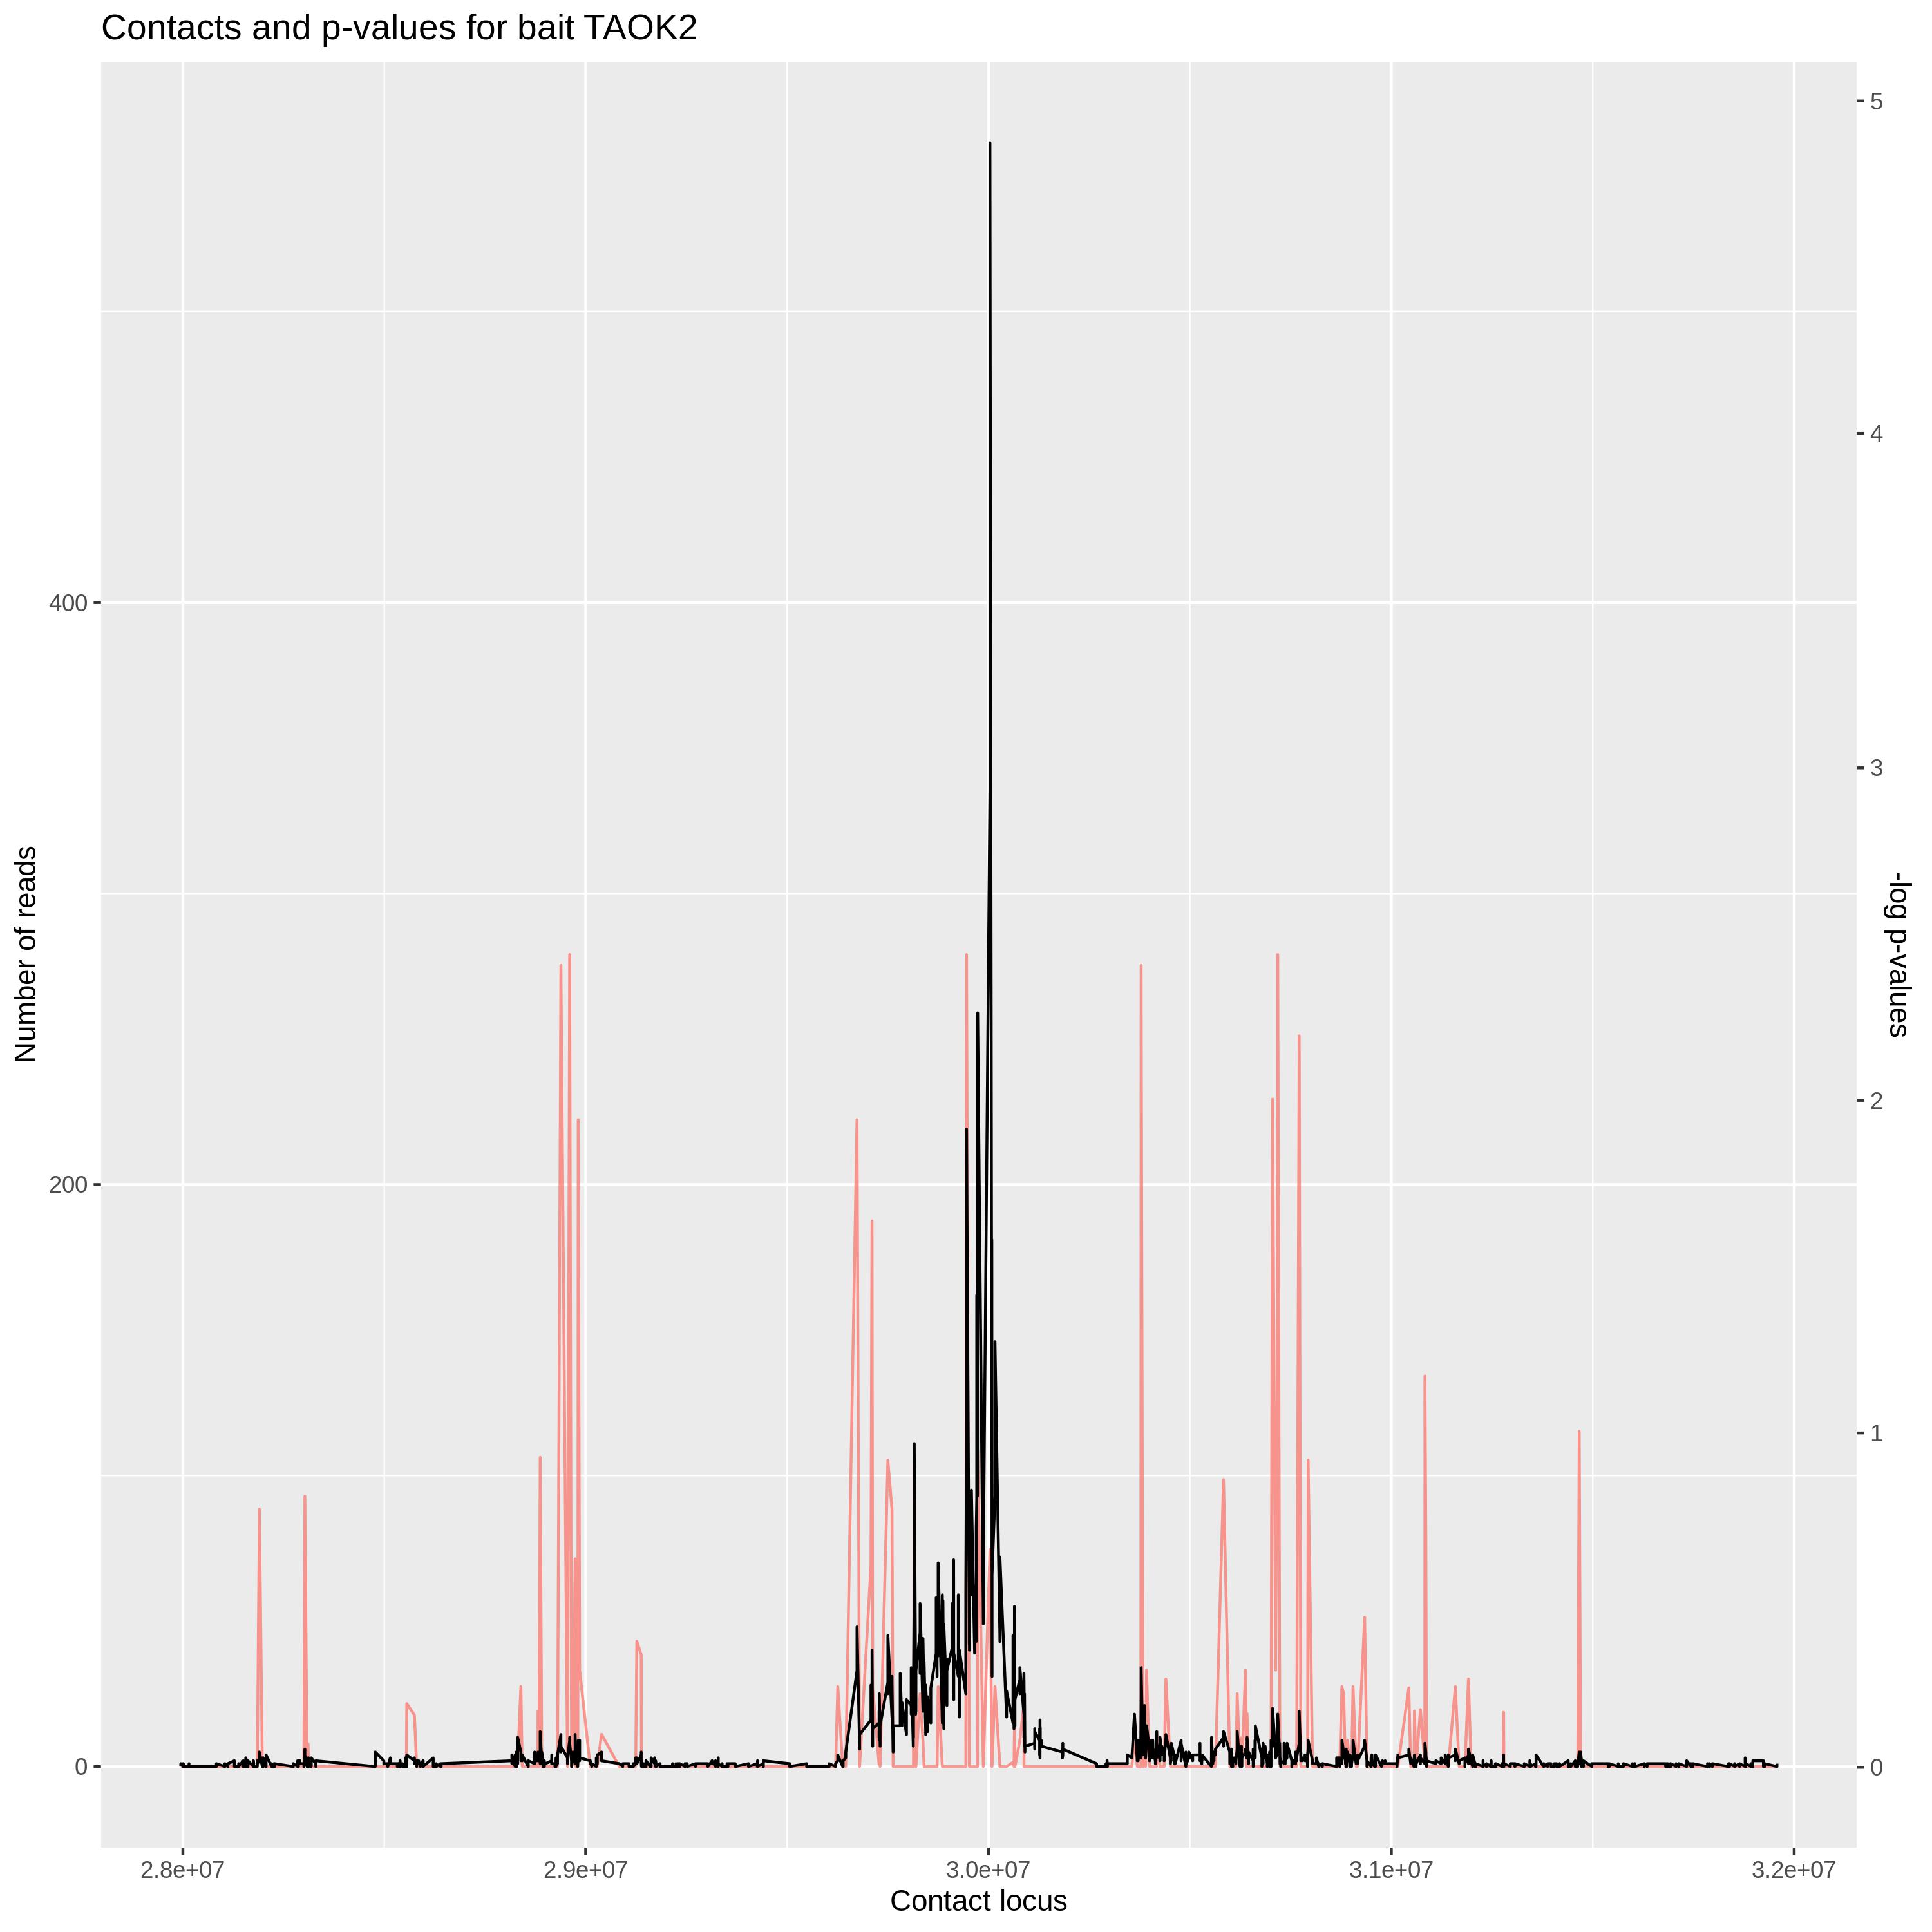 Contacts and p-values for bait TAOK2
Number of reads
400
200
0
5
4
3
2
1
0
-log p-values
2.8e+07
2.9e+07
3.0e+07
3.1e+07
3.2e+07
Contact locus